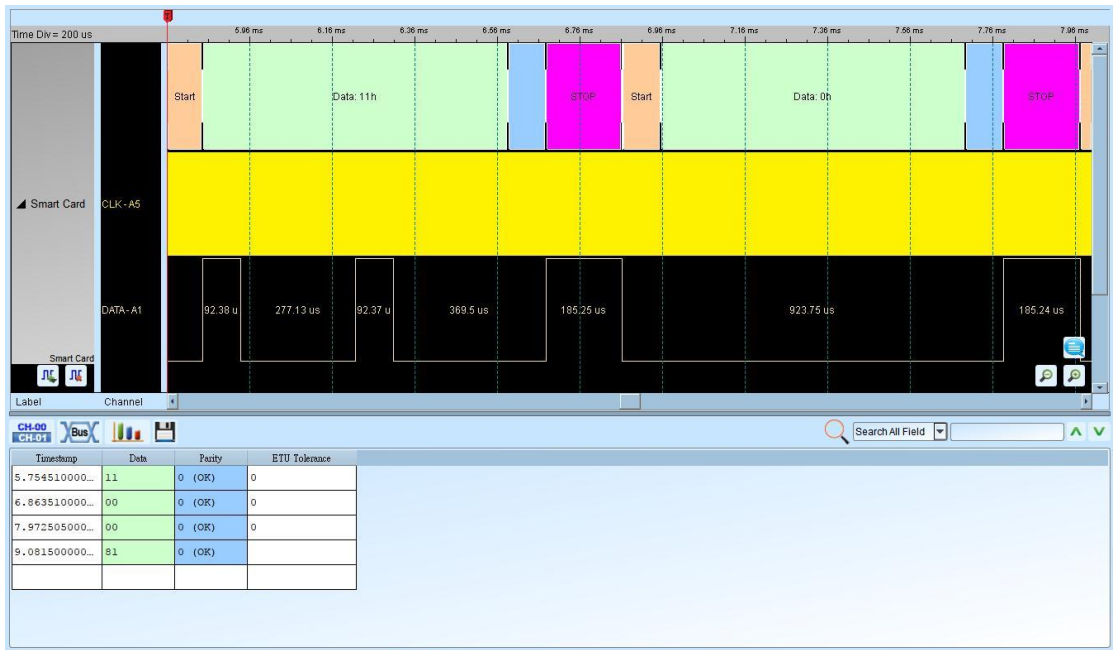 Time Div = 200 us
5.96 ms 6.16 ms 6.36 ms 6.56 ms 6.76 ms 6.96 ms 7.16 ms 7.36 ms 7.56 ms 7.76 ms 7.96 ms
Start Data: 11h STOP Start Data: 0h STOP
Smart Card CLK-A5
DATA-A1 92.38 u 277.13 us 92.37 u 369.5 us 185.25 us 923.75 us 185.24 us
Smart Card
Label Channel
CH-00
CH-01 Bus Search All Field
Timestamp Data Parity ETU Tolerance
5.754510000... 11 0 (OK) 0
6.863510000... 00 0 (OK) 0
7.972505000... 00 0 (OK) 0
9.081500000... 81 0 (OK)